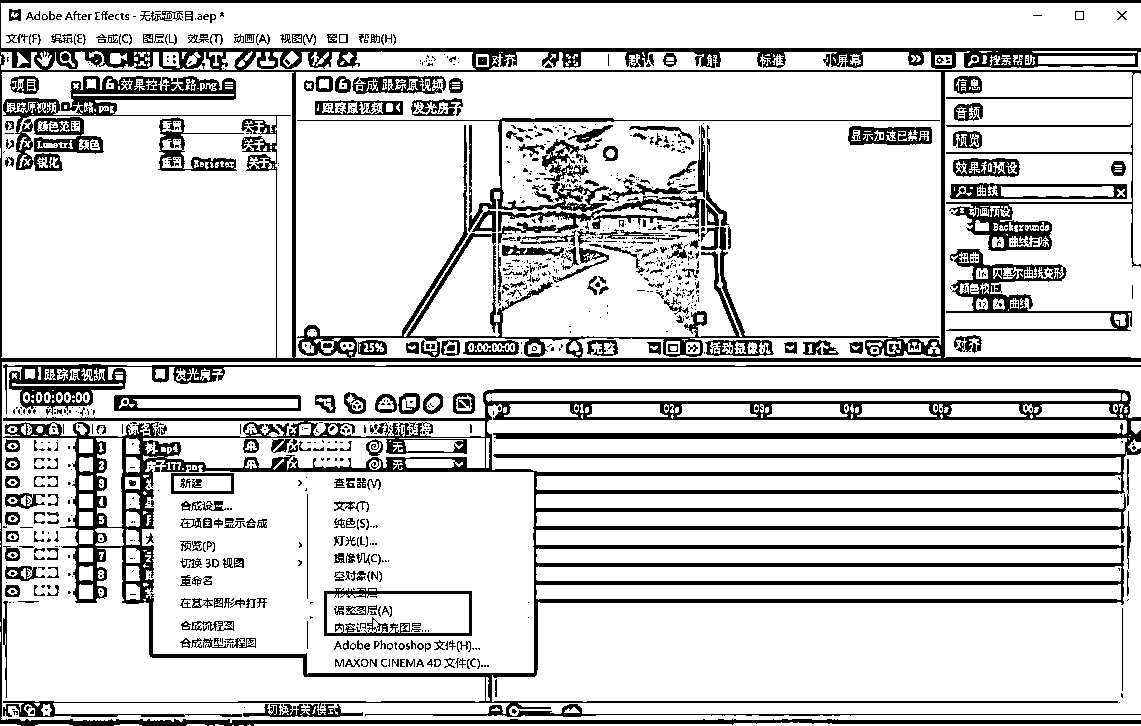 Adobe After Effects - 无标题项目.aep *
文件(F) 编辑(E) 合成(C) 图层(L) 效果(T) 动画(A) 视图(V) 窗口 帮助(H)
对齐 默认 了解 标准 小屏幕 搜索帮助
项目 效果控件大路.png
跟踪原视频 大路.png
fx 颜色范围 重置 关于...
fx Lumetri 颜色 重置 关于...
fx 锐化 重置 Register 关于...
合成 跟踪原视频
跟踪原视频 发光房子
显示加速已禁用
25% 0:00:00:00 完整 活动摄像机 1个...
信息
音频
预览
效果和预设
曲线
动画预设
Backgrounds
曲线扫除
扭曲
贝塞尔曲线变形
颜色校正
曲线
对齐
跟踪原视频 发光房子
0:00:00:00
01s 02s 03s 04s 05s 06s 07s
# 源名称 父级和链接
1 .mp4 无
2 房子177.png 无
3
4
5
6
7
8
9
新建
合成设置...
在项目中显示合成
预览(P)
切换 3D 视图
重命名
在基本图形中打开
合成流程图
合成微型流程图
查看器(V)
文本(T)
纯色(S)...
灯光(L)...
摄像机(C)...
空对象(N)
形状图层
调整图层(A)
内容识别填充图层...
Adobe Photoshop 文件(H)...
MAXON CINEMA 4D 文件(C)...
切换开关/模式